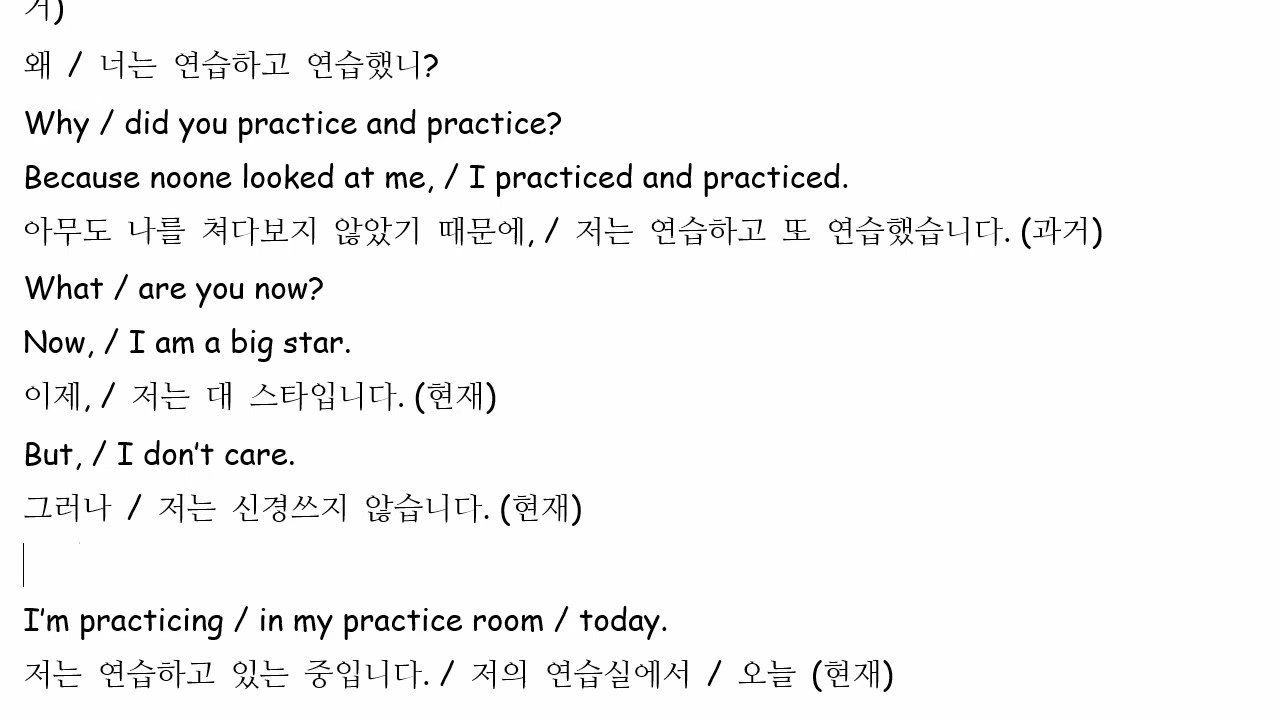 거)
왜 / 너는 연습하고 연습했니?
Why / did you practice and practice?
Because noone looked at me, / I practiced and practiced.
아무도 나를 쳐다보지 않았기 때문에, / 저는 연습하고 또 연습했습니다. (과거)
What / are you now?
Now, / I am a big star.
이제, / 저는 대 스타입니다. (현재)
But, / I don’t care.
그러나 / 저는 신경쓰지 않습니다. (현재)
I’m practicing / in my practice room / today.
저는 연습하고 있는 중입니다. / 저의 연습실에서 / 오늘 (현재)